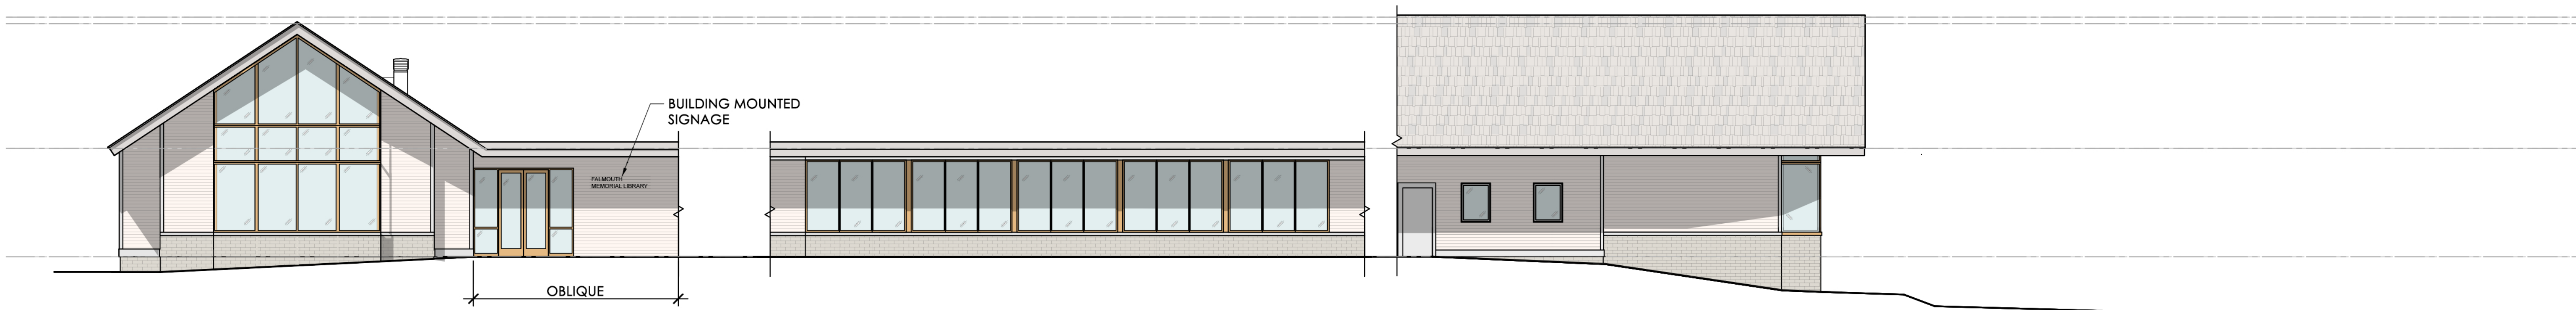 BUILDING MOUNTED
SIGNAGE
FALMOUTH
MEMORIAL LIBRARY
OBLIQUE